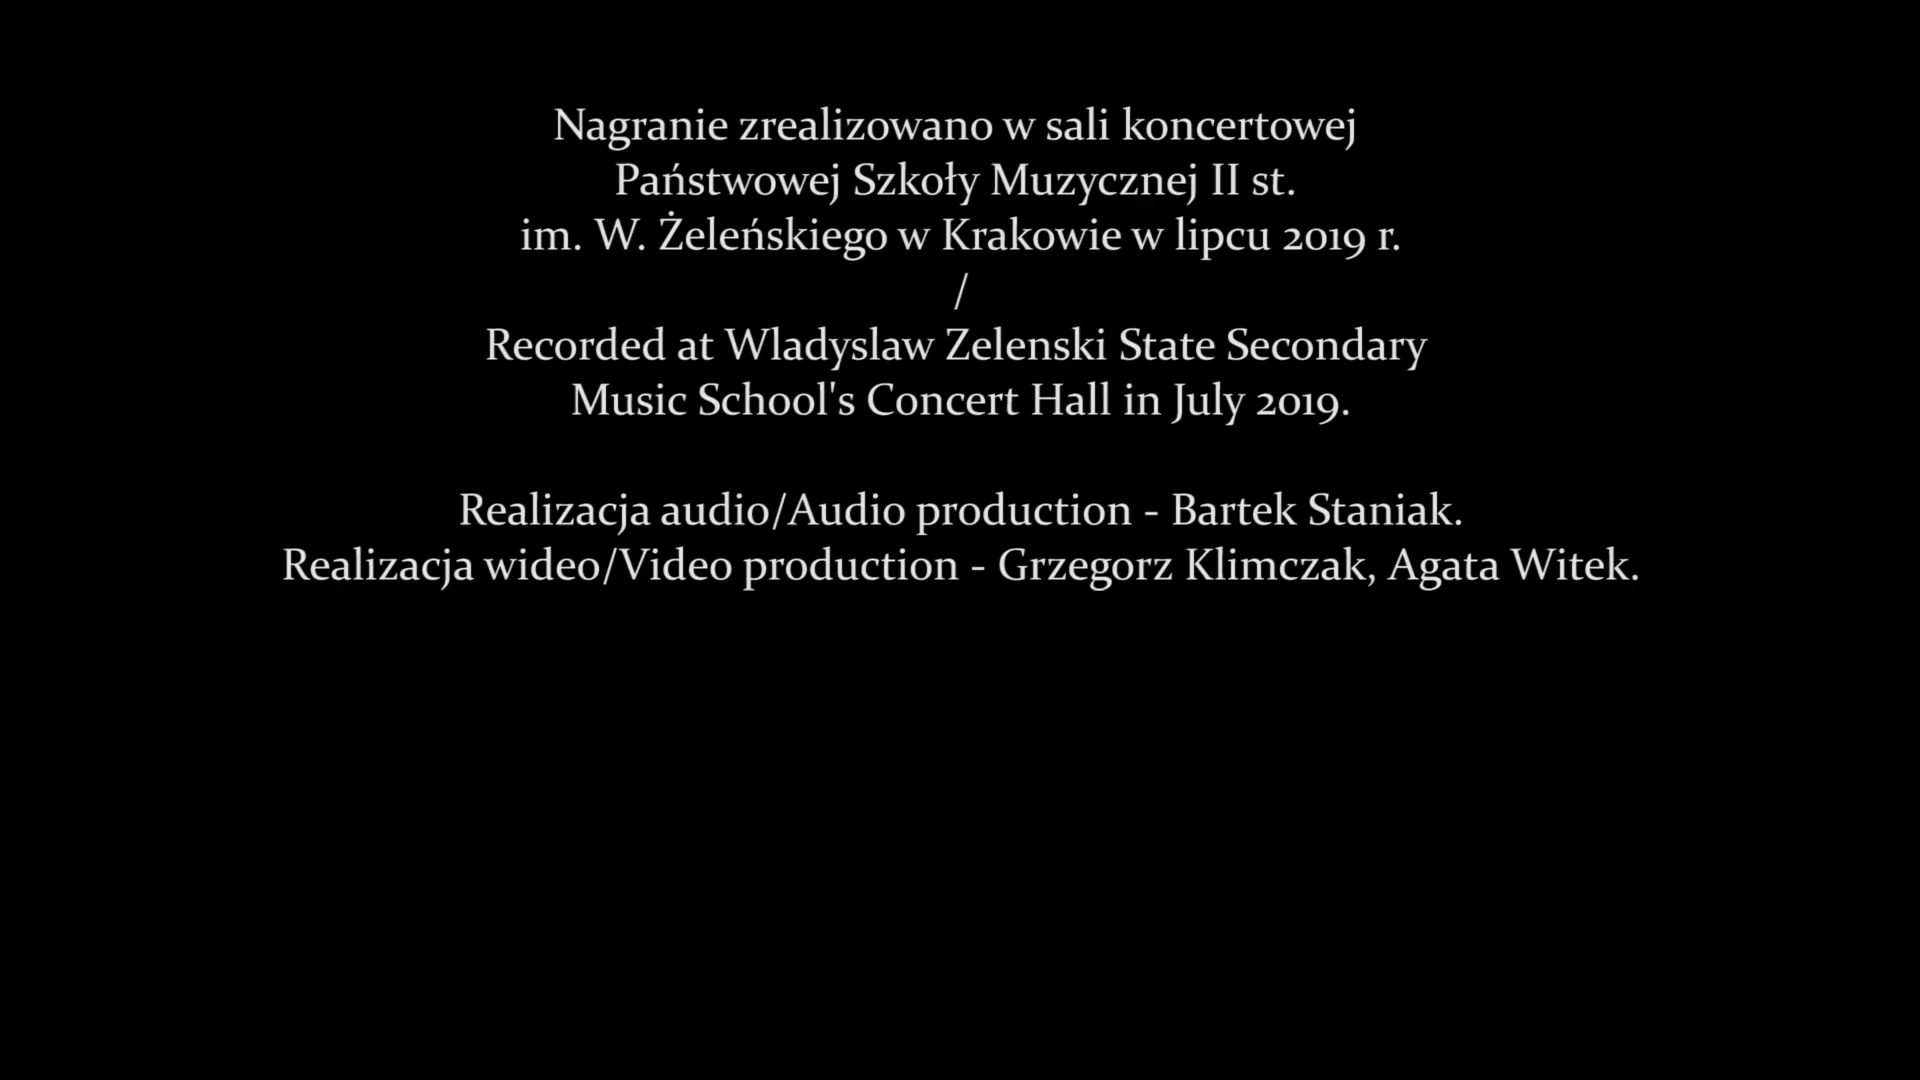 Nagranie zrealizowano w sali koncertowej
Państwowej Szkoły Muzycznej II st.
im. W. Żeleńskiego w Krakowie w lipcu 2019 r.
/
Recorded at Wladyslaw Zelenski State Secondary
Music School's Concert Hall in July 2019.
Realizacja audio/Audio production - Bartek Staniak.
Realizacja wideo/Video production - Grzegorz Klimczak, Agata Witek.